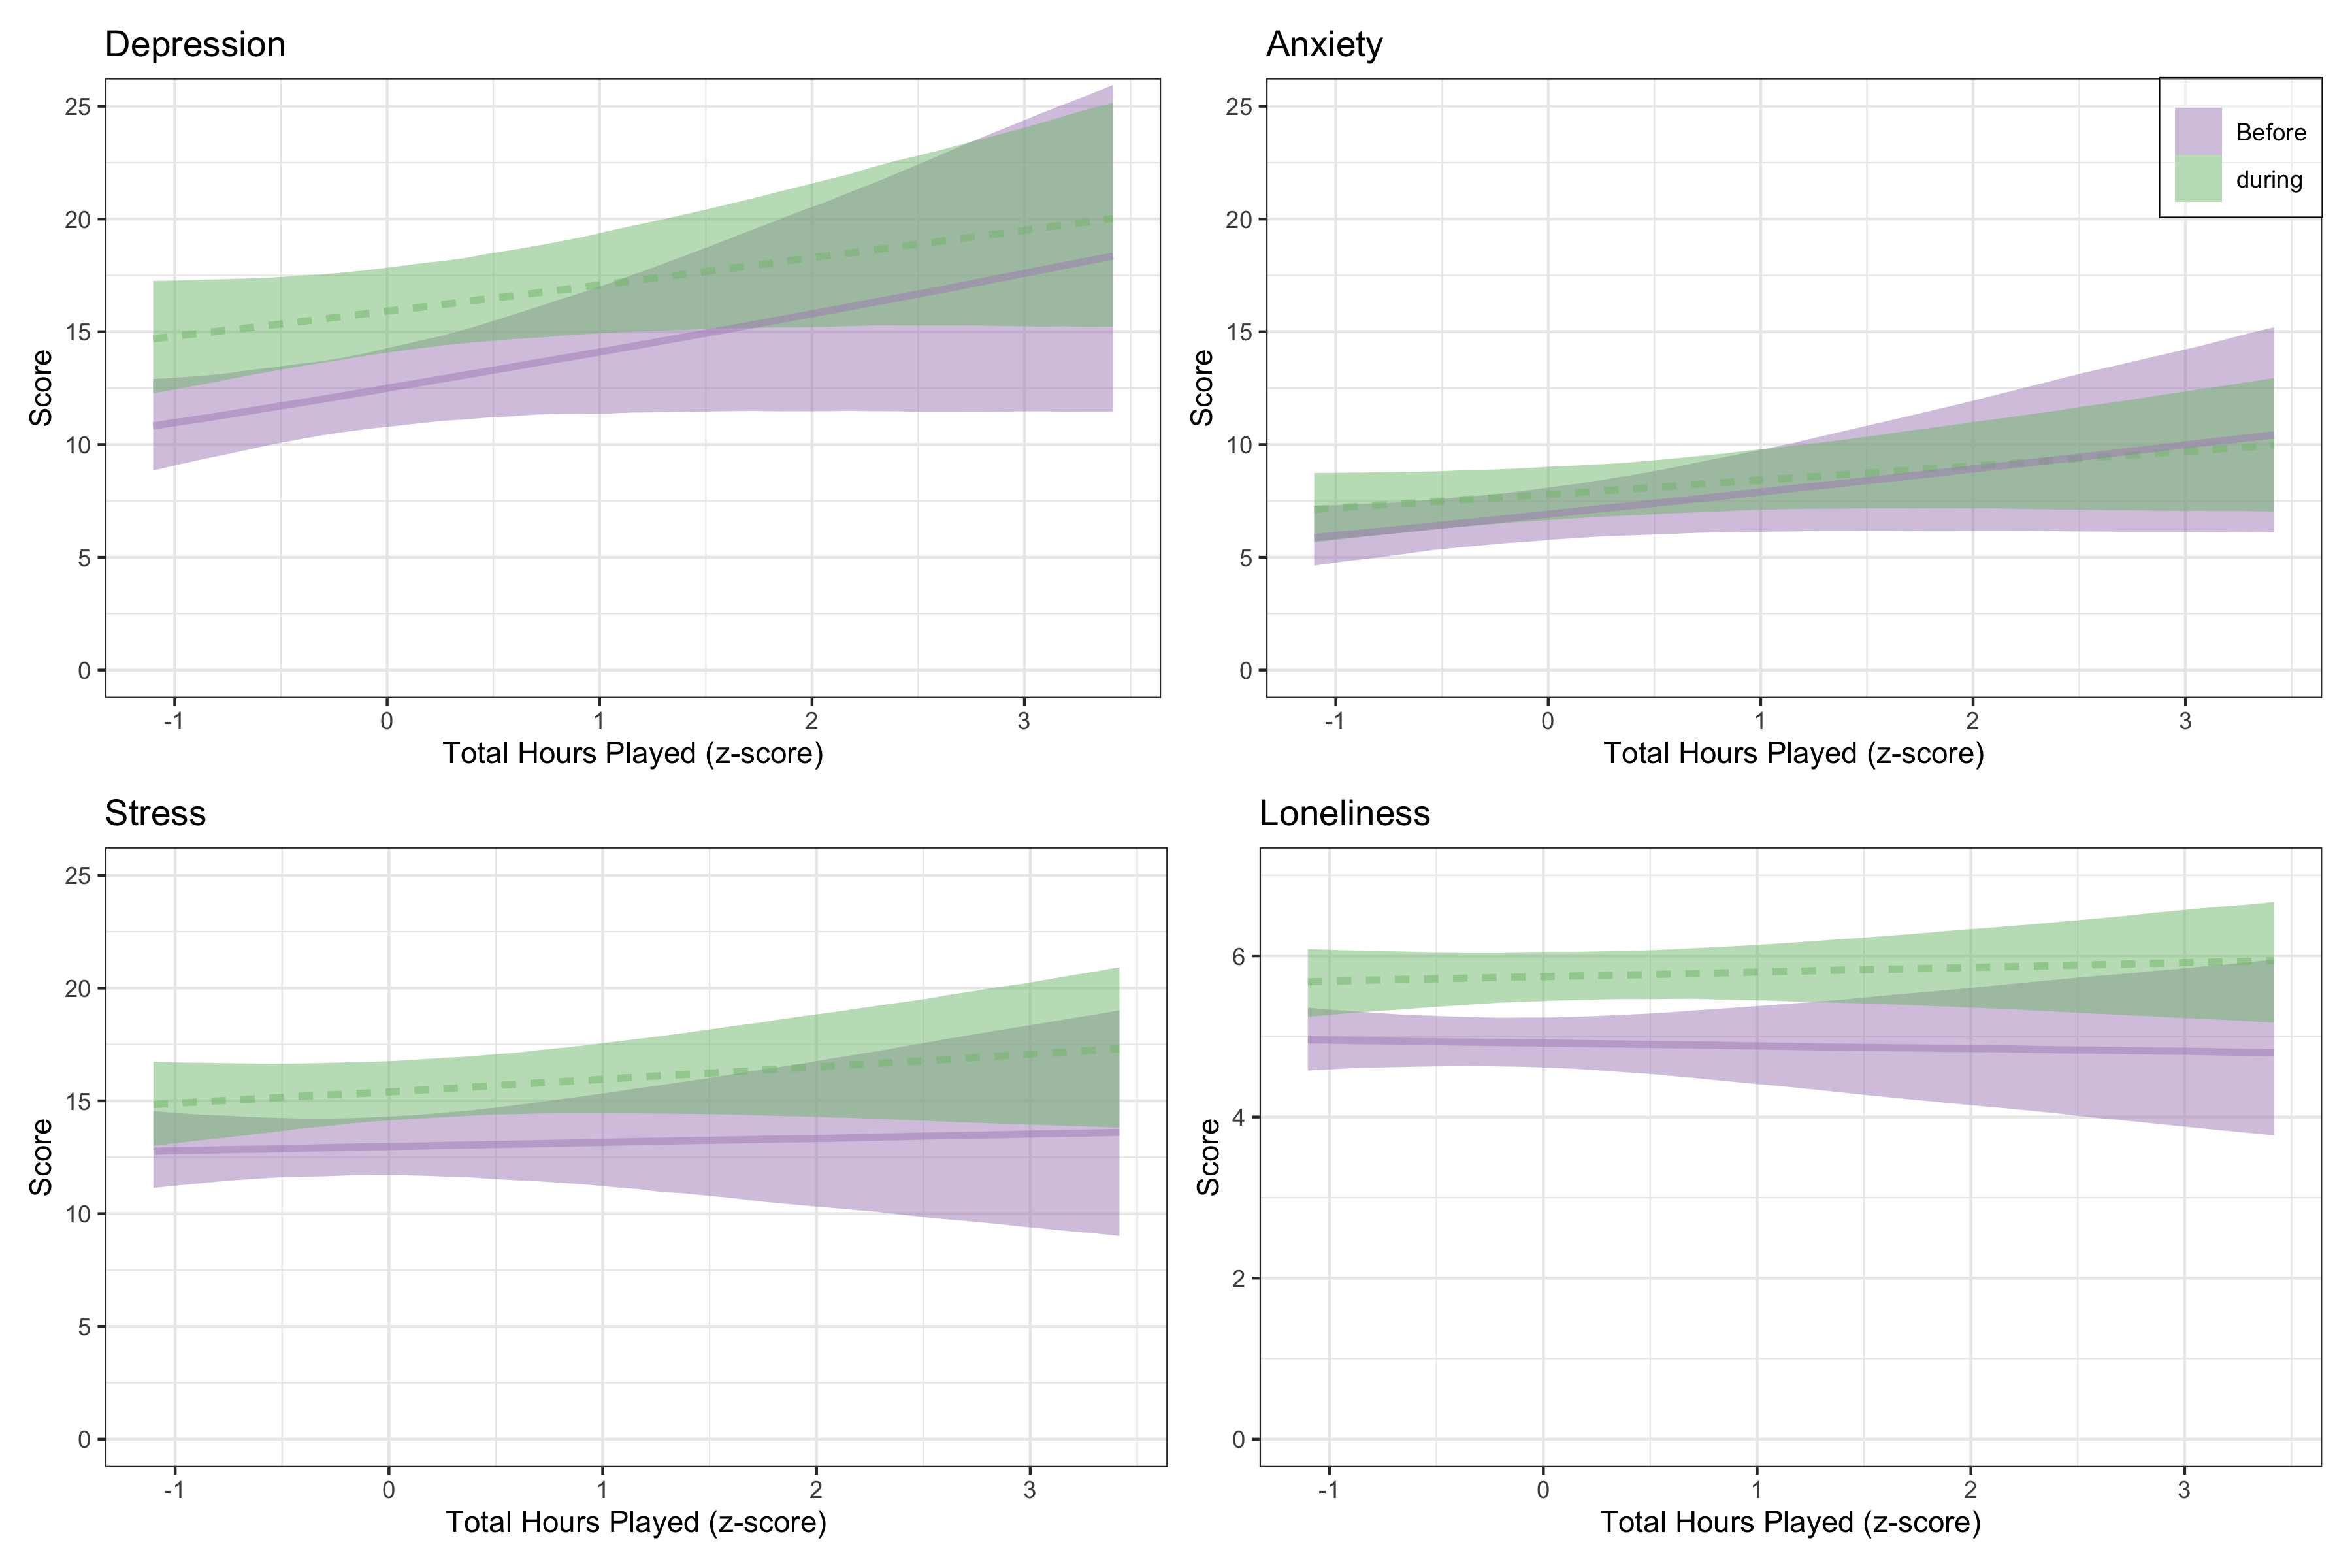 Depression
25
20
15
10
5
0
Score
-1 0 1 2 3
Total Hours Played (z-score)
Anxiety
25
20
15
10
5
0
Score
-1 0 1 2 3
Total Hours Played (z-score)
Before
during
Stress
25
20
15
10
5
0
Score
-1 0 1 2 3
Total Hours Played (z-score)
Loneliness
6
4
2
0
Score
-1 0 1 2 3
Total Hours Played (z-score)